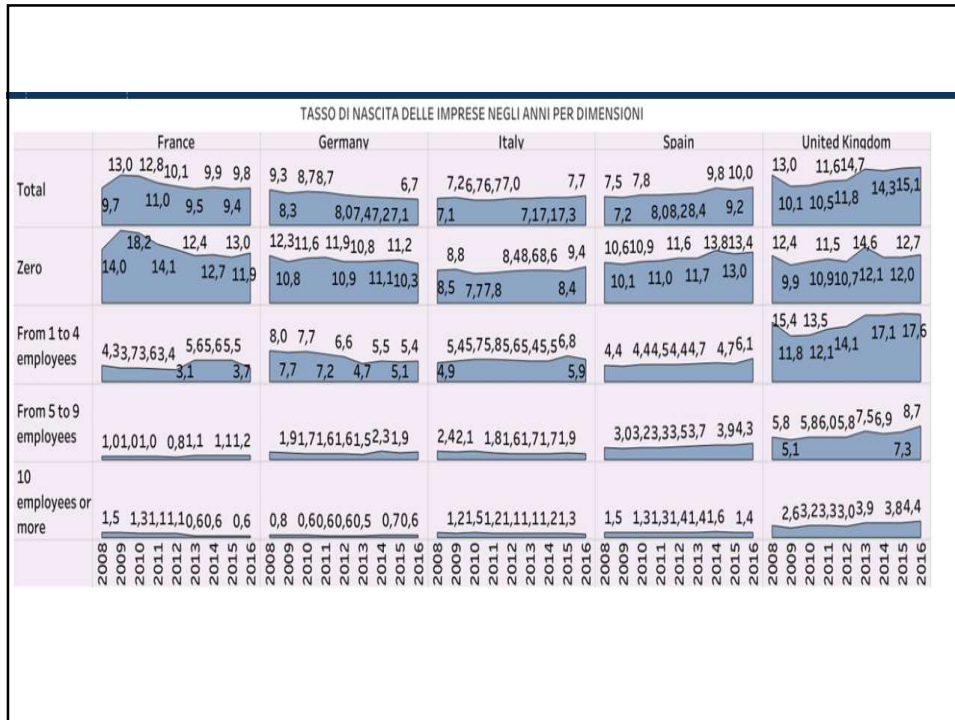 TASSO DI NASCITA DELLE IMPRESE NEGLI ANNI PER DIMENSIONI
France Germany Italy Spain United Kingdom
Total
13,0 12,8 10,1 9,9 9,8 9,3 8,7 8,7 6,7 7,2 6,7 6,7 7,0 7,7 7,5 7,8 9,8 10,0 13,0 11,6 14,7
9,7 11,0 9,5 9,4 8,3 8,0 7,4 7,2 7,1 7,1 7,1 7,1 7,3 7,2 8,0 8,2 8,4 9,2 10,1 10,5 11,8 14,3 15,1
Zero
18,2 12,4 13,0 12,3 11,6 11,9 10,8 11,2 8,8 8,4 8,6 8,6 9,4 10,6 10,9 11,6 13,8 13,4 12,4 11,5 14,6 12,7
14,0 14,1 12,7 11,9 10,8 10,9 11,1 10,3 8,5 7,7 7,8 8,4 10,1 11,0 11,7 13,0 9,9 10,9 10,7 12,1 12,0
From 1 to 4
employees
4,3 3,7 3,6 3,4 5,6 5,6 5,5 8,0 7,7 6,6 5,5 5,4 5,4 5,7 5,8 5,6 5,4 5,5 6,8 4,4 4,4 4,5 4,4 4,7 4,7 6,1 15,4 13,5 17,1 17,6
3,1 3,7 7,7 7,2 4,7 5,1 4,9 5,9 11,8 12,1 14,1
From 5 to 9
employees
1,0 1,0 1,0 0,8 1,1 1,1 1,2 1,9 1,7 1,6 1,6 1,5 2,3 1,9 2,4 2,1 1,8 1,6 1,7 1,7 1,9 3,0 3,2 3,3 3,5 3,7 3,9 4,3 5,8 5,8 6,0 5,8 7,5 6,9 8,7
5,1 7,3
10
employees or
more
1,5 1,3 1,1 1,1 0,6 0,6 0,6 0,8 0,6 0,6 0,6 0,5 0,7 0,6 1,2 1,5 1,2 1,1 1,1 1,2 1,3 1,5 1,3 1,3 1,4 1,4 1,6 1,4 2,6 3,2 3,3 3,0 3,9 3,8 4,4
2008 2009 2010 2011 2012 2013 2014 2015 2016 2008 2009 2010 2011 2012 2013 2014 2015 2016 2008 2009 2010 2011 2012 2013 2014 2015 2016 2008 2009 2010 2011 2012 2013 2014 2015 2016 2008 2009 2010 2011 2012 2013 2014 2015 2016